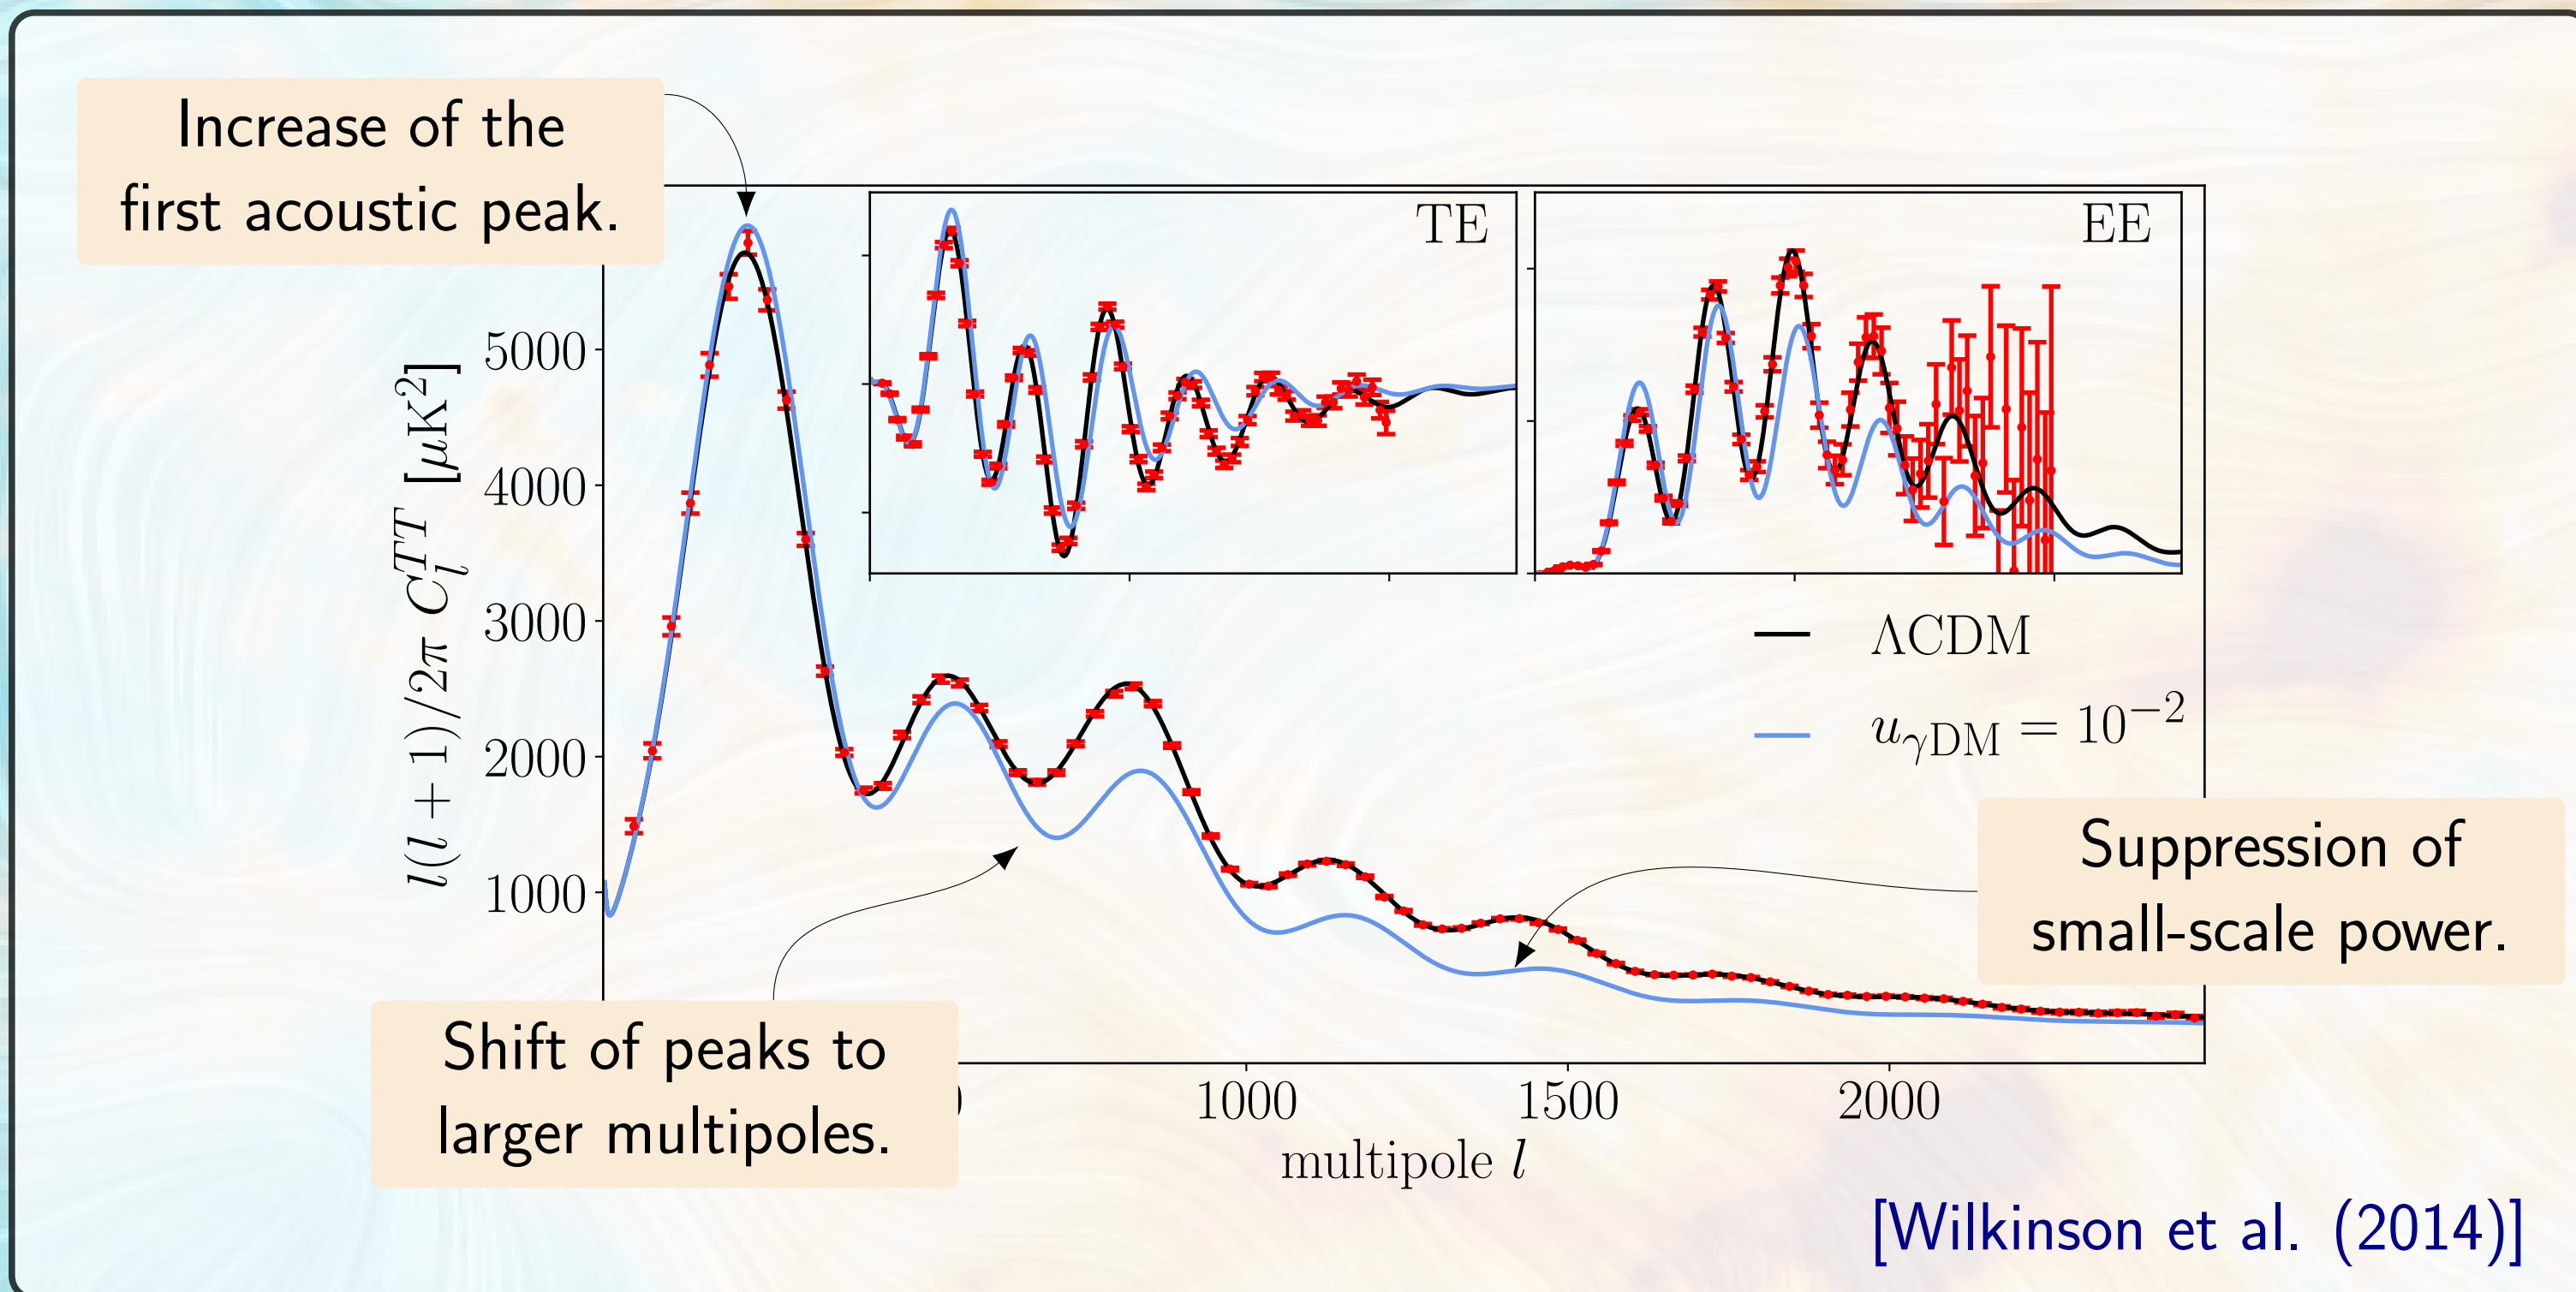 Increase of the
first acoustic peak.
TE
EE
5000
4000
3000
2000
1000
l(l + 1)/2π C_l^{TT} [μK²]
ΛCDM
u_{γDM} = 10⁻²
Suppression of
small-scale power.
Shift of peaks to
larger multipoles.
1000 1500 2000
multipole l
[Wilkinson et al. (2014)]